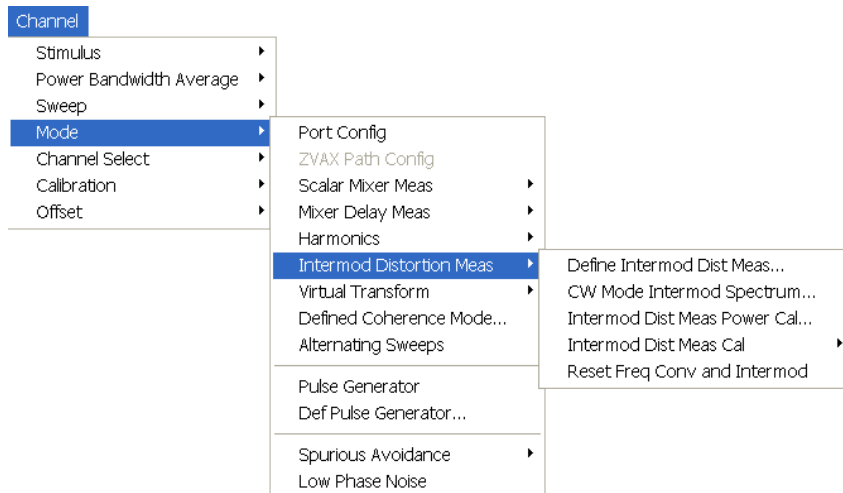 Channel
Stimulus
Power Bandwidth Average
Sweep
Mode
Channel Select
Calibration
Offset
Port Config
ZVAX Path Config
Scalar Mixer Meas
Mixer Delay Meas
Harmonics
Intermod Distortion Meas
Virtual Transform
Defined Coherence Mode...
Alternating Sweeps
Pulse Generator
Def Pulse Generator...
Spurious Avoidance
Low Phase Noise
Define Intermod Dist Meas...
CW Mode Intermod Spectrum...
Intermod Dist Meas Power Cal...
Intermod Dist Meas Cal
Reset Freq Conv and Intermod